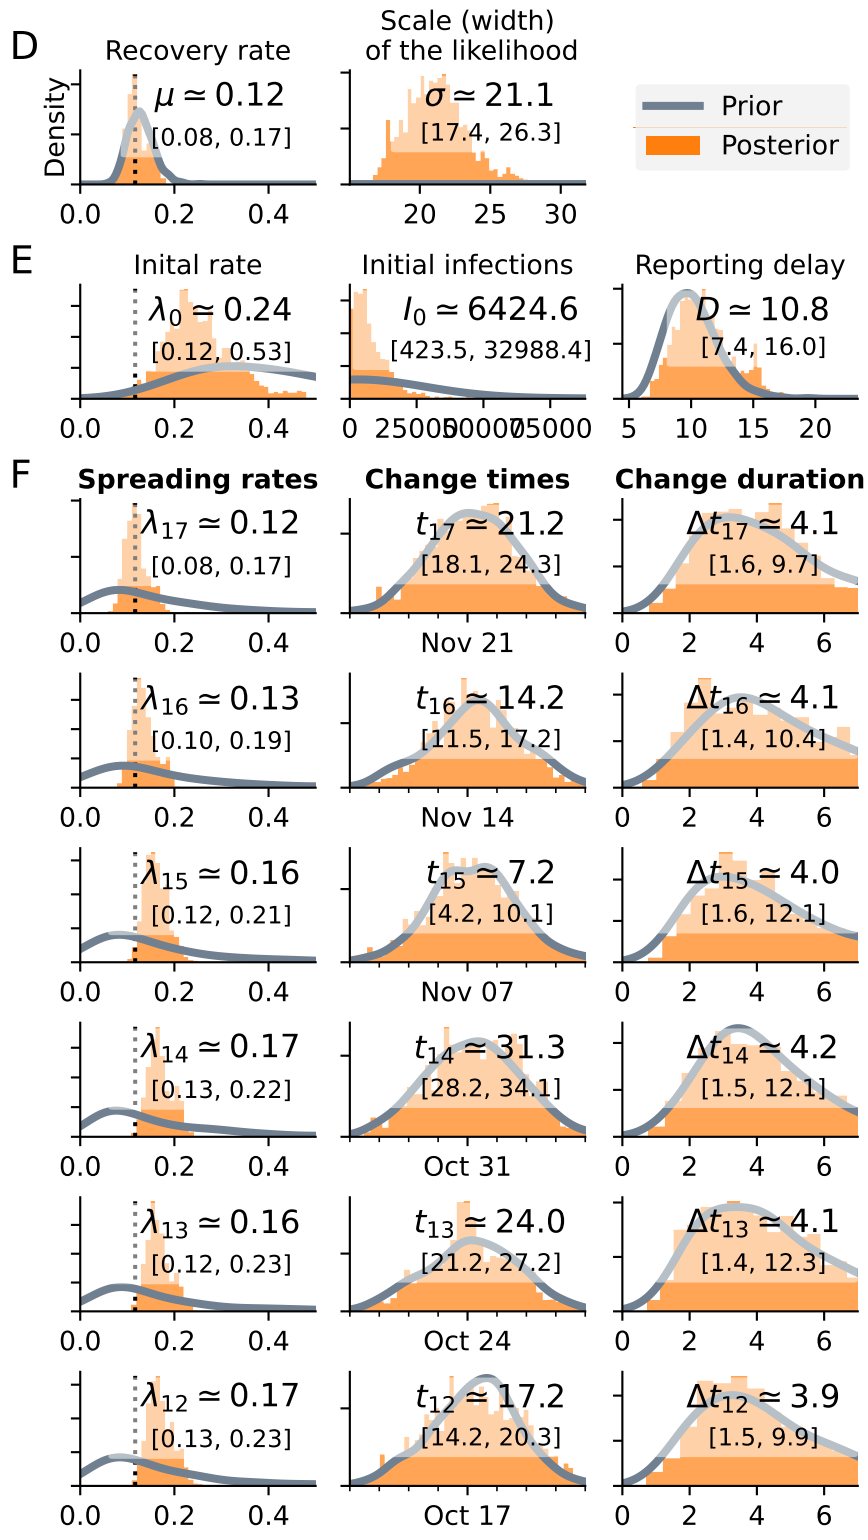 D
Recovery rate
Scale (width)
of the likelihood
Density
μ ≃ 0.12
[0.08, 0.17]
0.0 0.2 0.4
σ ≃ 21.1
[17.4, 26.3]
20 25 30
Prior
Posterior
E
Inital rate
λ0 ≃ 0.24
[0.12, 0.53]
0.0 0.2 0.4
Initial infections
I0 ≃ 6424.6
[423.5, 32988.4]
0 25000 50000 75000
Reporting delay
D ≃ 10.8
[7.4, 16.0]
5 10 15 20
F
Spreading rates
Change times
Change duration
λ17 ≃ 0.12
[0.08, 0.17]
0.0 0.2 0.4
t17 ≃ 21.2
[18.1, 24.3]
Nov 21
Δt17 ≃ 4.1
[1.6, 9.7]
0 2 4 6
λ16 ≃ 0.13
[0.10, 0.19]
0.0 0.2 0.4
t16 ≃ 14.2
[11.5, 17.2]
Nov 14
Δt16 ≃ 4.1
[1.4, 10.4]
0 2 4 6
λ15 ≃ 0.16
[0.12, 0.21]
0.0 0.2 0.4
t15 ≃ 7.2
[4.2, 10.1]
Nov 07
Δt15 ≃ 4.0
[1.6, 12.1]
0 2 4 6
λ14 ≃ 0.17
[0.13, 0.22]
0.0 0.2 0.4
t14 ≃ 31.3
[28.2, 34.1]
Oct 31
Δt14 ≃ 4.2
[1.5, 12.1]
0 2 4 6
λ13 ≃ 0.16
[0.12, 0.23]
0.0 0.2 0.4
t13 ≃ 24.0
[21.2, 27.2]
Oct 24
Δt13 ≃ 4.1
[1.4, 12.3]
0 2 4 6
λ12 ≃ 0.17
[0.13, 0.23]
0.0 0.2 0.4
t12 ≃ 17.2
[14.2, 20.3]
Oct 17
Δt12 ≃ 3.9
[1.5, 9.9]
0 2 4 6